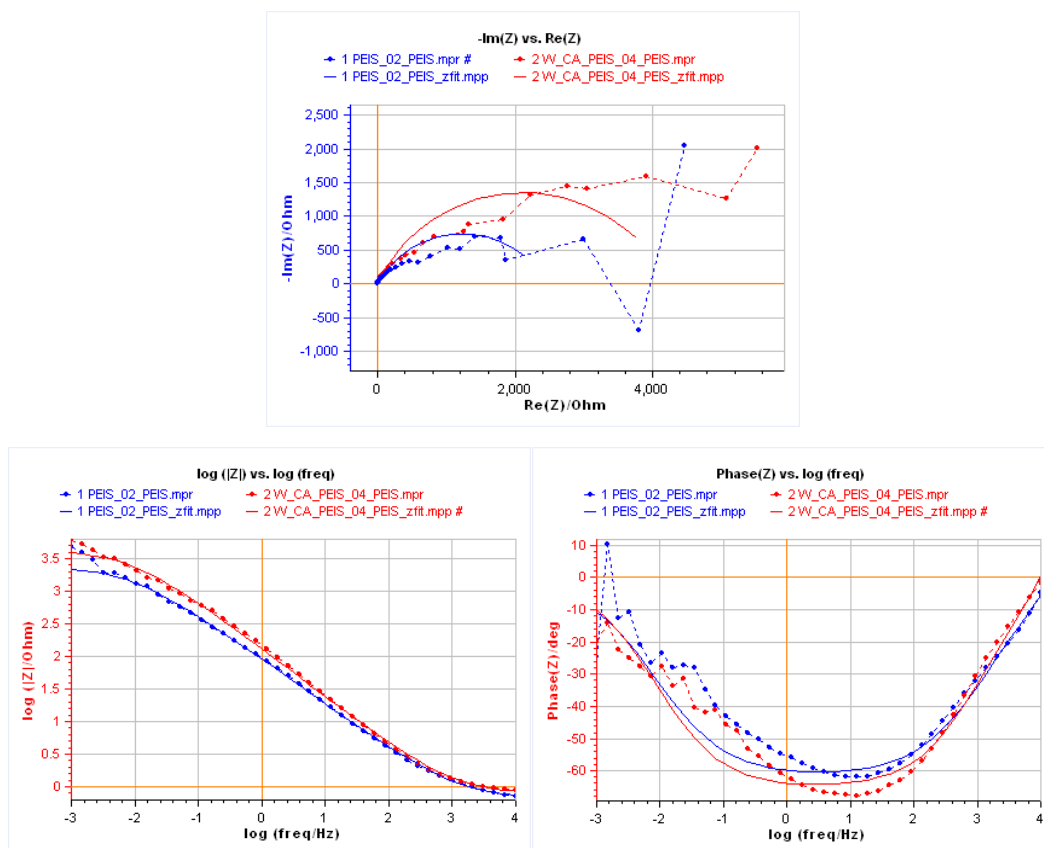 -Im(Z) vs. Re(Z)
1 PEIS_02_PEIS.mpr # 2 W_CA_PEIS_04_PEIS.mpr
1 PEIS_02_PEIS_zfit.mpp 2 W_CA_PEIS_04_PEIS_zfit.mpp
2,500
2,000
1,500
1,000
500
0
-500
-1,000
-Im(Z)/Ohm
0 2,000 4,000
Re(Z)/Ohm
log (|Z|) vs. log (freq)
1 PEIS_02_PEIS.mpr 2 W_CA_PEIS_04_PEIS.mpr
1 PEIS_02_PEIS_zfit.mpp 2 W_CA_PEIS_04_PEIS_zfit.mpp #
3.5
3
2.5
2
1.5
1
0.5
0
log (|Z|/Ohm)
-3 -2 -1 0 1 2 3 4
log (freq/Hz)
Phase(Z) vs. log (freq)
1 PEIS_02_PEIS.mpr 2 W_CA_PEIS_04_PEIS.mpr
1 PEIS_02_PEIS_zfit.mpp 2 W_CA_PEIS_04_PEIS_zfit.mpp #
10
0
-10
-20
-30
-40
-50
-60
Phase(Z)/deg
-3 -2 -1 0 1 2 3 4
log (freq/Hz)